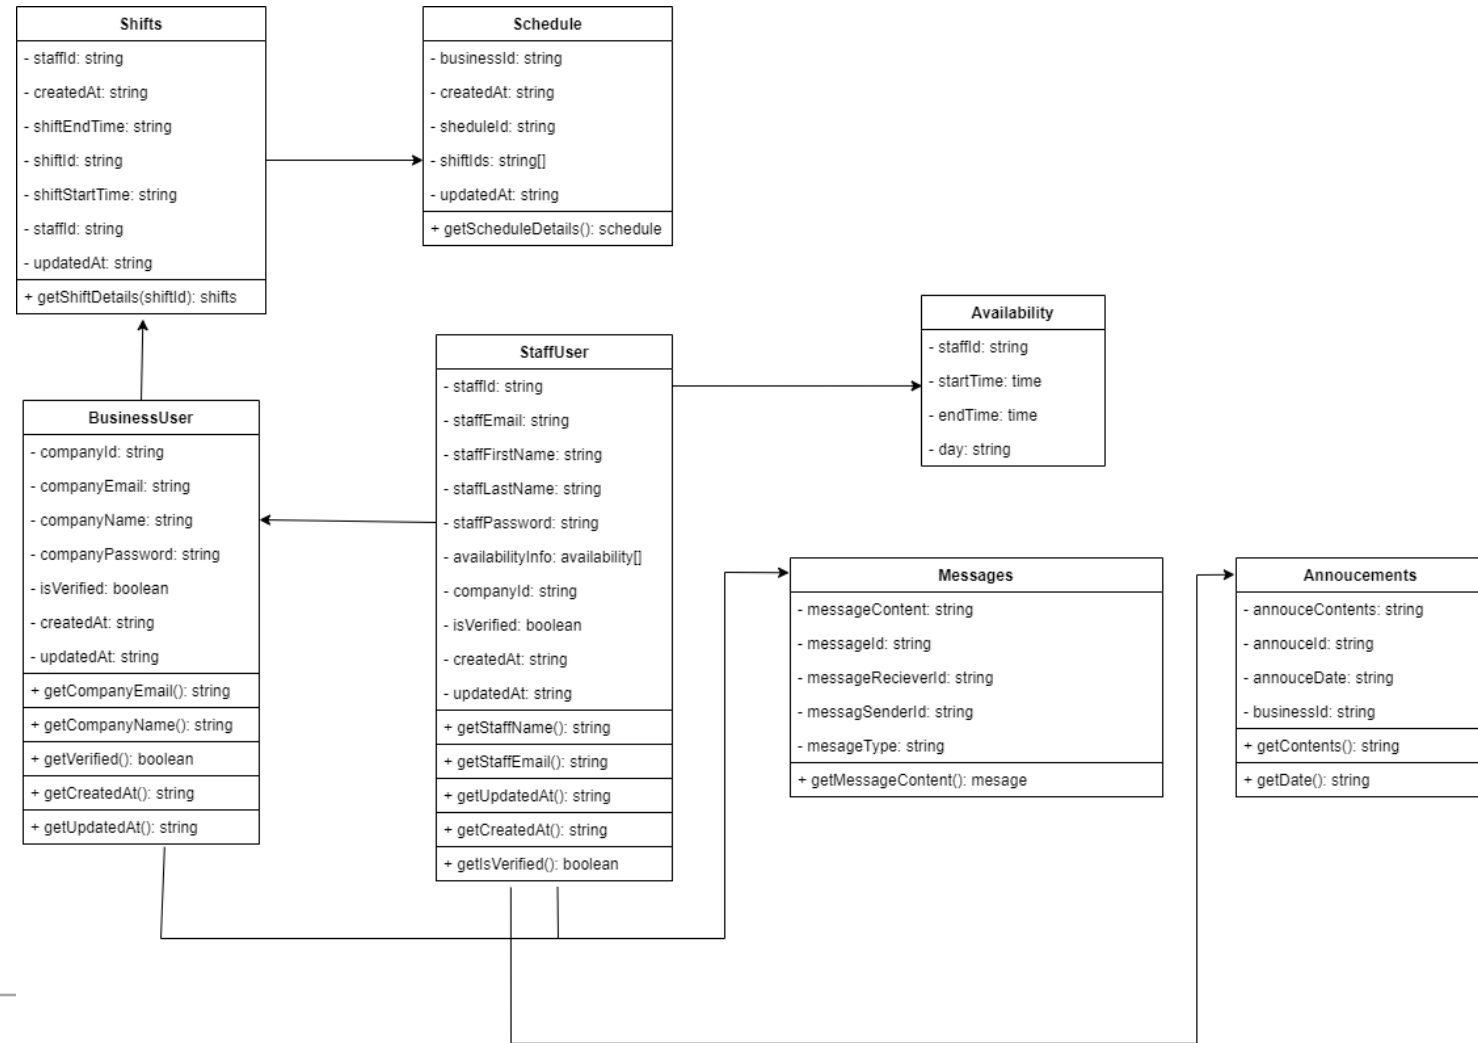 Shifts
- staffId: string
- createdAt: string
- shiftEndTime: string
- shiftId: string
- shiftStartTime: string
- staffId: string
- updatedAt: string
+ getShiftDetails(shiftId): shifts
Schedule
- businessId: string
- createdAt: string
- sheduleId: string
- shiftIds: string[]
- updatedAt: string
+ getScheduleDetails(): schedule
BusinessUser
- companyId: string
- companyEmail: string
- companyName: string
- companyPassword: string
- isVerified: boolean
- createdAt: string
- updatedAt: string
+ getCompanyEmail(): string
+ getCompanyName(): string
+ getVerified(): boolean
+ getCreatedAt(): string
+ getUpdatedAt(): string
StaffUser
- staffId: string
- staffEmail: string
- staffFirstName: string
- staffLastName: string
- staffPassword: string
- availabilityInfo: availability[]
- companyId: string
- isVerified: boolean
- createdAt: string
- updatedAt: string
+ getStaffName(): string
+ getStaffEmail(): string
+ getUpdatedAt(): string
+ getCreatedAt(): string
+ getIsVerified(): boolean
Availability
- staffId: string
- startTime: time
- endTime: time
- day: string
Messages
- messageContent: string
- messageId: string
- messageRecieverId: string
- messagSenderId: string
- mesageType: string
+ getMessageContent(): mesage
Annoucements
- annouceContents: string
- annouceId: string
- annouceDate: string
- businessId: string
+ getContents(): string
+ getDate(): string